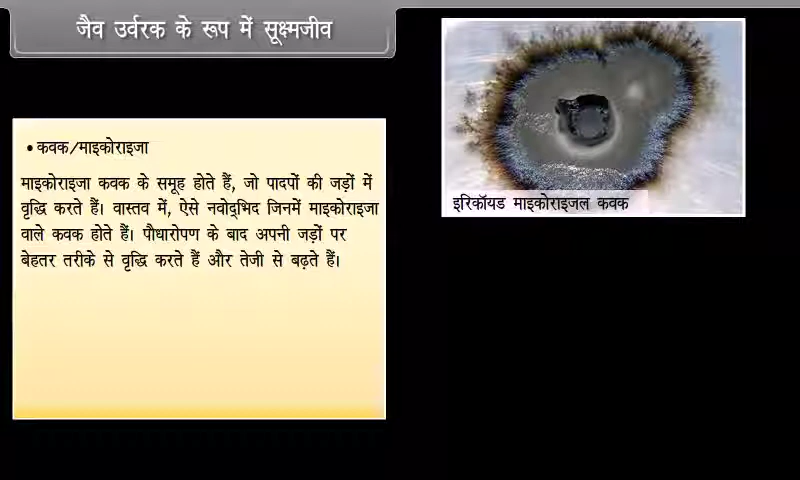 जैव उर्वरक के रूप में सूक्ष्मजीव
• कवक/माइकोराइजा
माइकोराइजा कवक के समूह होते हैं, जो पादपों की जड़ों में
वृद्धि करते हैं। वास्तव में, ऐसे नवोद्भिद जिनमें माइकोराइजा
वाले कवक होते हैं। पौधारोपण के बाद अपनी जड़ों पर
बेहतर तरीके से वृद्धि करते हैं और तेजी से बढ़ते हैं।
इरिकॉयड माइकोराइजल कवक